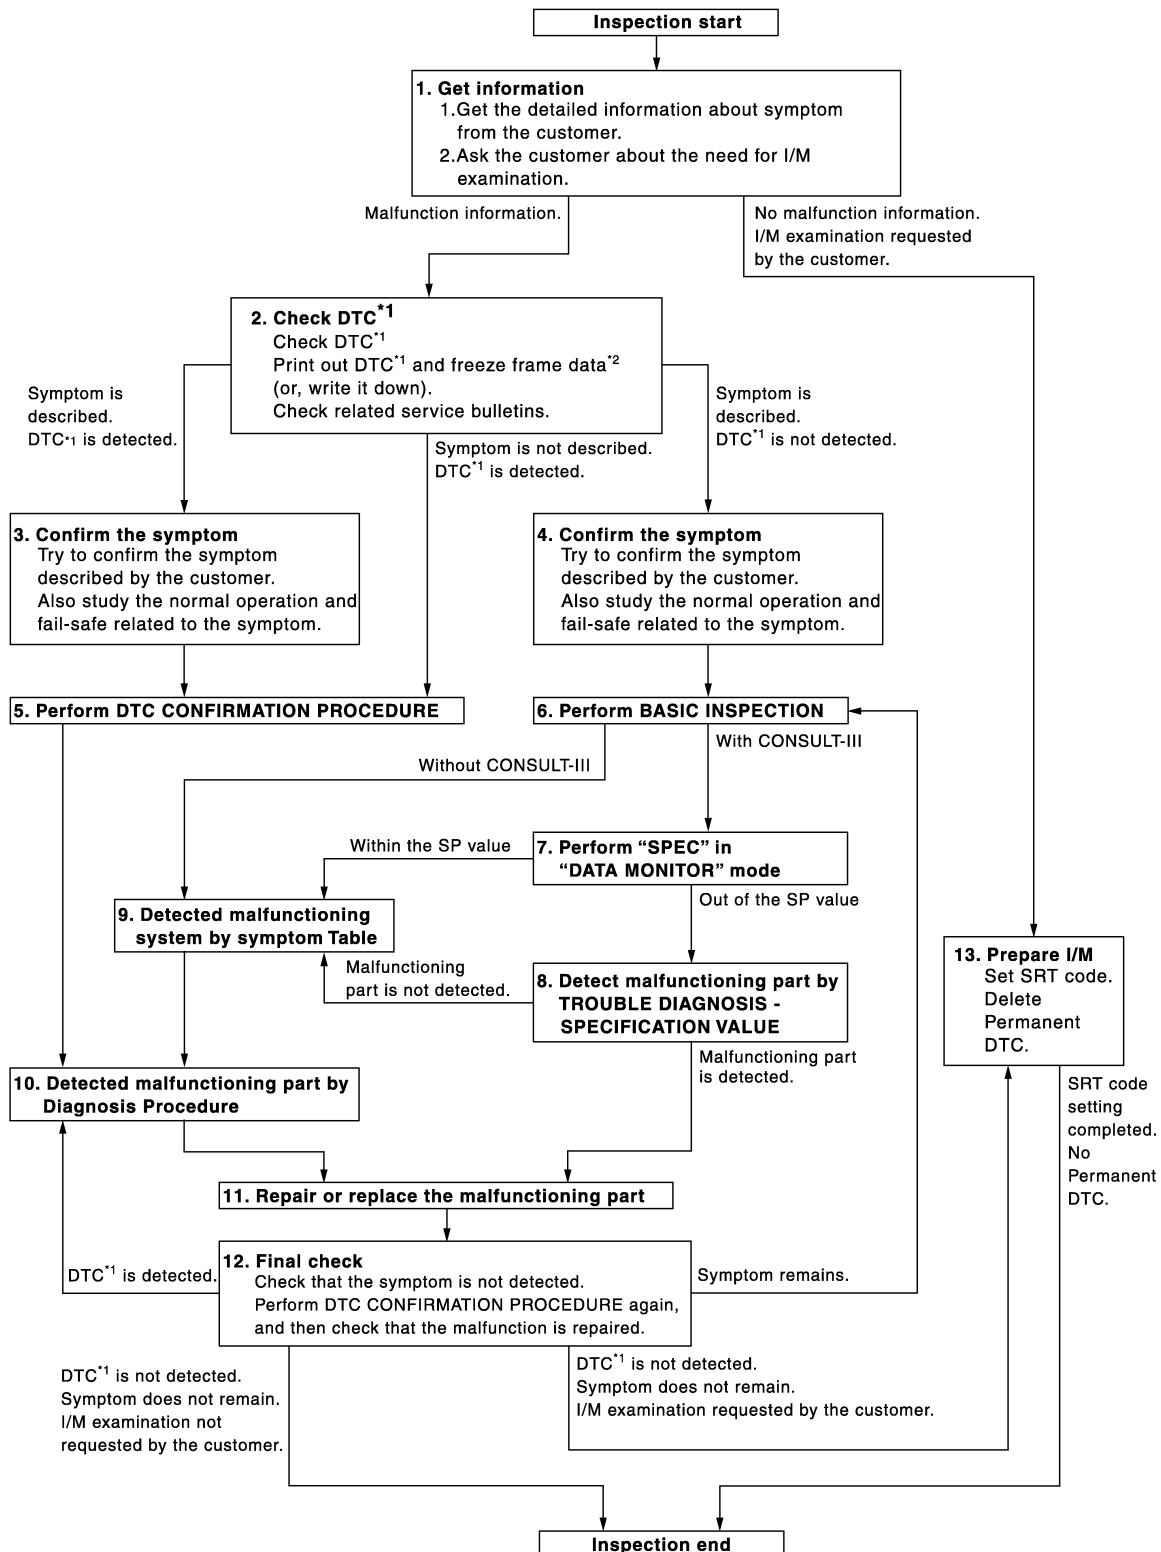 Inspection start
1. Get information
1.Get the detailed information about symptom
from the customer.
2.Ask the customer about the need for I/M
examination.
Malfunction information.
No malfunction information.
I/M examination requested
by the customer.
2. Check DTC*1
Check DTC*1
Print out DTC*1 and freeze frame data*2
(or, write it down).
Check related service bulletins.
Symptom is
described.
DTC*1 is detected.
Symptom is not described.
DTC*1 is detected.
Symptom is
described.
DTC*1 is not detected.
3. Confirm the symptom
Try to confirm the symptom
described by the customer.
Also study the normal operation and
fail-safe related to the symptom.
4. Confirm the symptom
Try to confirm the symptom
described by the customer.
Also study the normal operation and
fail-safe related to the symptom.
5. Perform DTC CONFIRMATION PROCEDURE
6. Perform BASIC INSPECTION
Without CONSULT-III
With CONSULT-III
Within the SP value
7. Perform “SPEC” in
“DATA MONITOR” mode
Out of the SP value
9. Detected malfunctioning
system by symptom Table
Malfunctioning
part is not detected.
8. Detect malfunctioning part by
TROUBLE DIAGNOSIS -
SPECIFICATION VALUE
13. Prepare I/M
Set SRT code.
Delete
Permanent
DTC.
Malfunctioning part
is detected.
10. Detected malfunctioning part by
Diagnosis Procedure
SRT code
setting
completed.
No
Permanent
DTC.
11. Repair or replace the malfunctioning part
12. Final check
Check that the symptom is not detected.
Perform DTC CONFIRMATION PROCEDURE again,
and then check that the malfunction is repaired.
DTC*1 is detected.
Symptom remains.
DTC*1 is not detected.
Symptom does not remain.
I/M examination not
requested by the customer.
DTC*1 is not detected.
Symptom does not remain.
I/M examination requested by the customer.
Inspection end